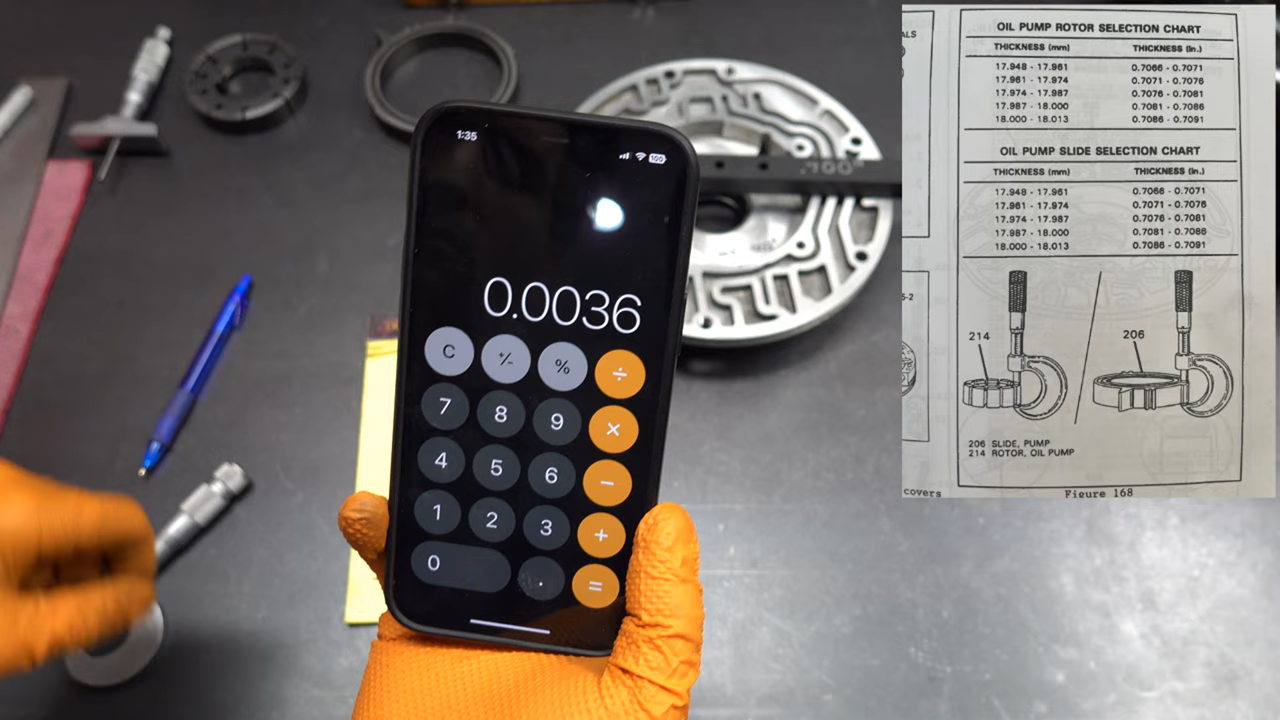 1:35
100
0.0036
C +/- % ÷
7 8 9 ×
4 5 6 −
1 2 3 +
0 . =
.700"
ALS
5-2
covers
OIL PUMP ROTOR SELECTION CHART
THICKNESS (mm) THICKNESS (in.)
17.948 - 17.961 0.7066 - 0.7071
17.961 - 17.974 0.7071 - 0.7076
17.974 - 17.987 0.7076 - 0.7081
17.987 - 18.000 0.7081 - 0.7086
18.000 - 18.013 0.7086 - 0.7091
OIL PUMP SLIDE SELECTION CHART
THICKNESS (mm) THICKNESS (in.)
17.948 - 17.961 0.7066 - 0.7071
17.961 - 17.974 0.7071 - 0.7076
17.974 - 17.987 0.7076 - 0.7081
17.987 - 18.000 0.7081 - 0.7086
18.000 - 18.013 0.7086 - 0.7091
214
206
206 SLIDE, PUMP
214 ROTOR, OIL PUMP
Figure 168